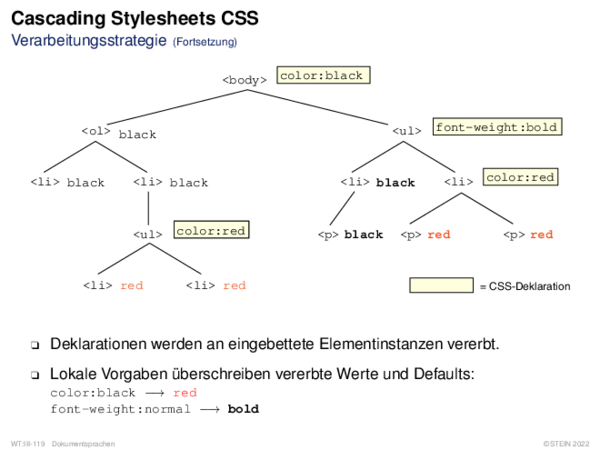 Cascading Stylesheets CSS
Verarbeitungsstrategie (Fortsetzung)
<body> color:black
<ol> black <ul> font-weight:bold
<li> black <li> black <li> black <li> color:red
<ul> color:red <p> black <p> red <p> red
<li> red <li> red = CSS-Deklaration
❑ Deklarationen werden an eingebettete Elementinstanzen vererbt.
❑ Lokale Vorgaben überschreiben vererbte Werte und Defaults:
color:black → red
font-weight:normal → bold
WT:III-119 Dokumentsprachen ©STEIN 2022